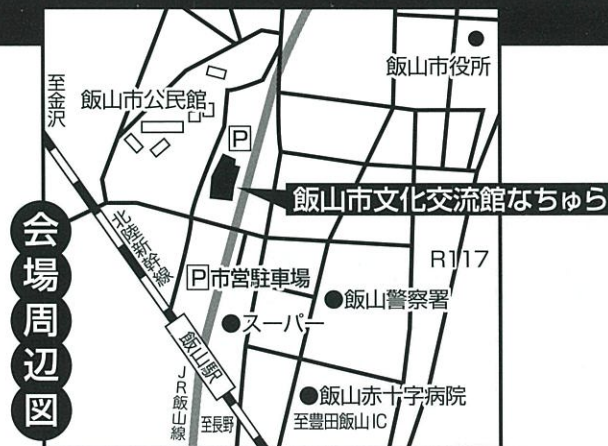 飯山市役所
至金沢
飯山市公民館
P
飯山市文化交流館なちゅら
会場周辺図
北陸新幹線
R117
P市営駐車場
飯山警察署
スーパー
飯山駅
JR飯山線
飯山赤十字病院
至長野
至豊田飯山IC